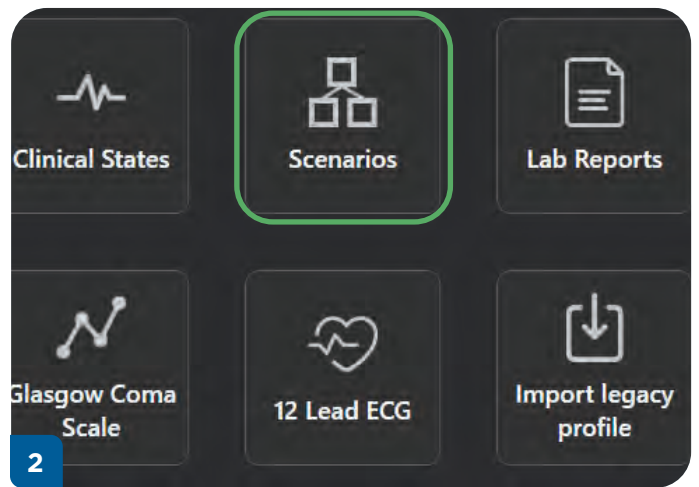 Clinical States
Scenarios
Lab Reports
Glasgow Coma
Scale
12 Lead ECG
Import legacy
profile
2